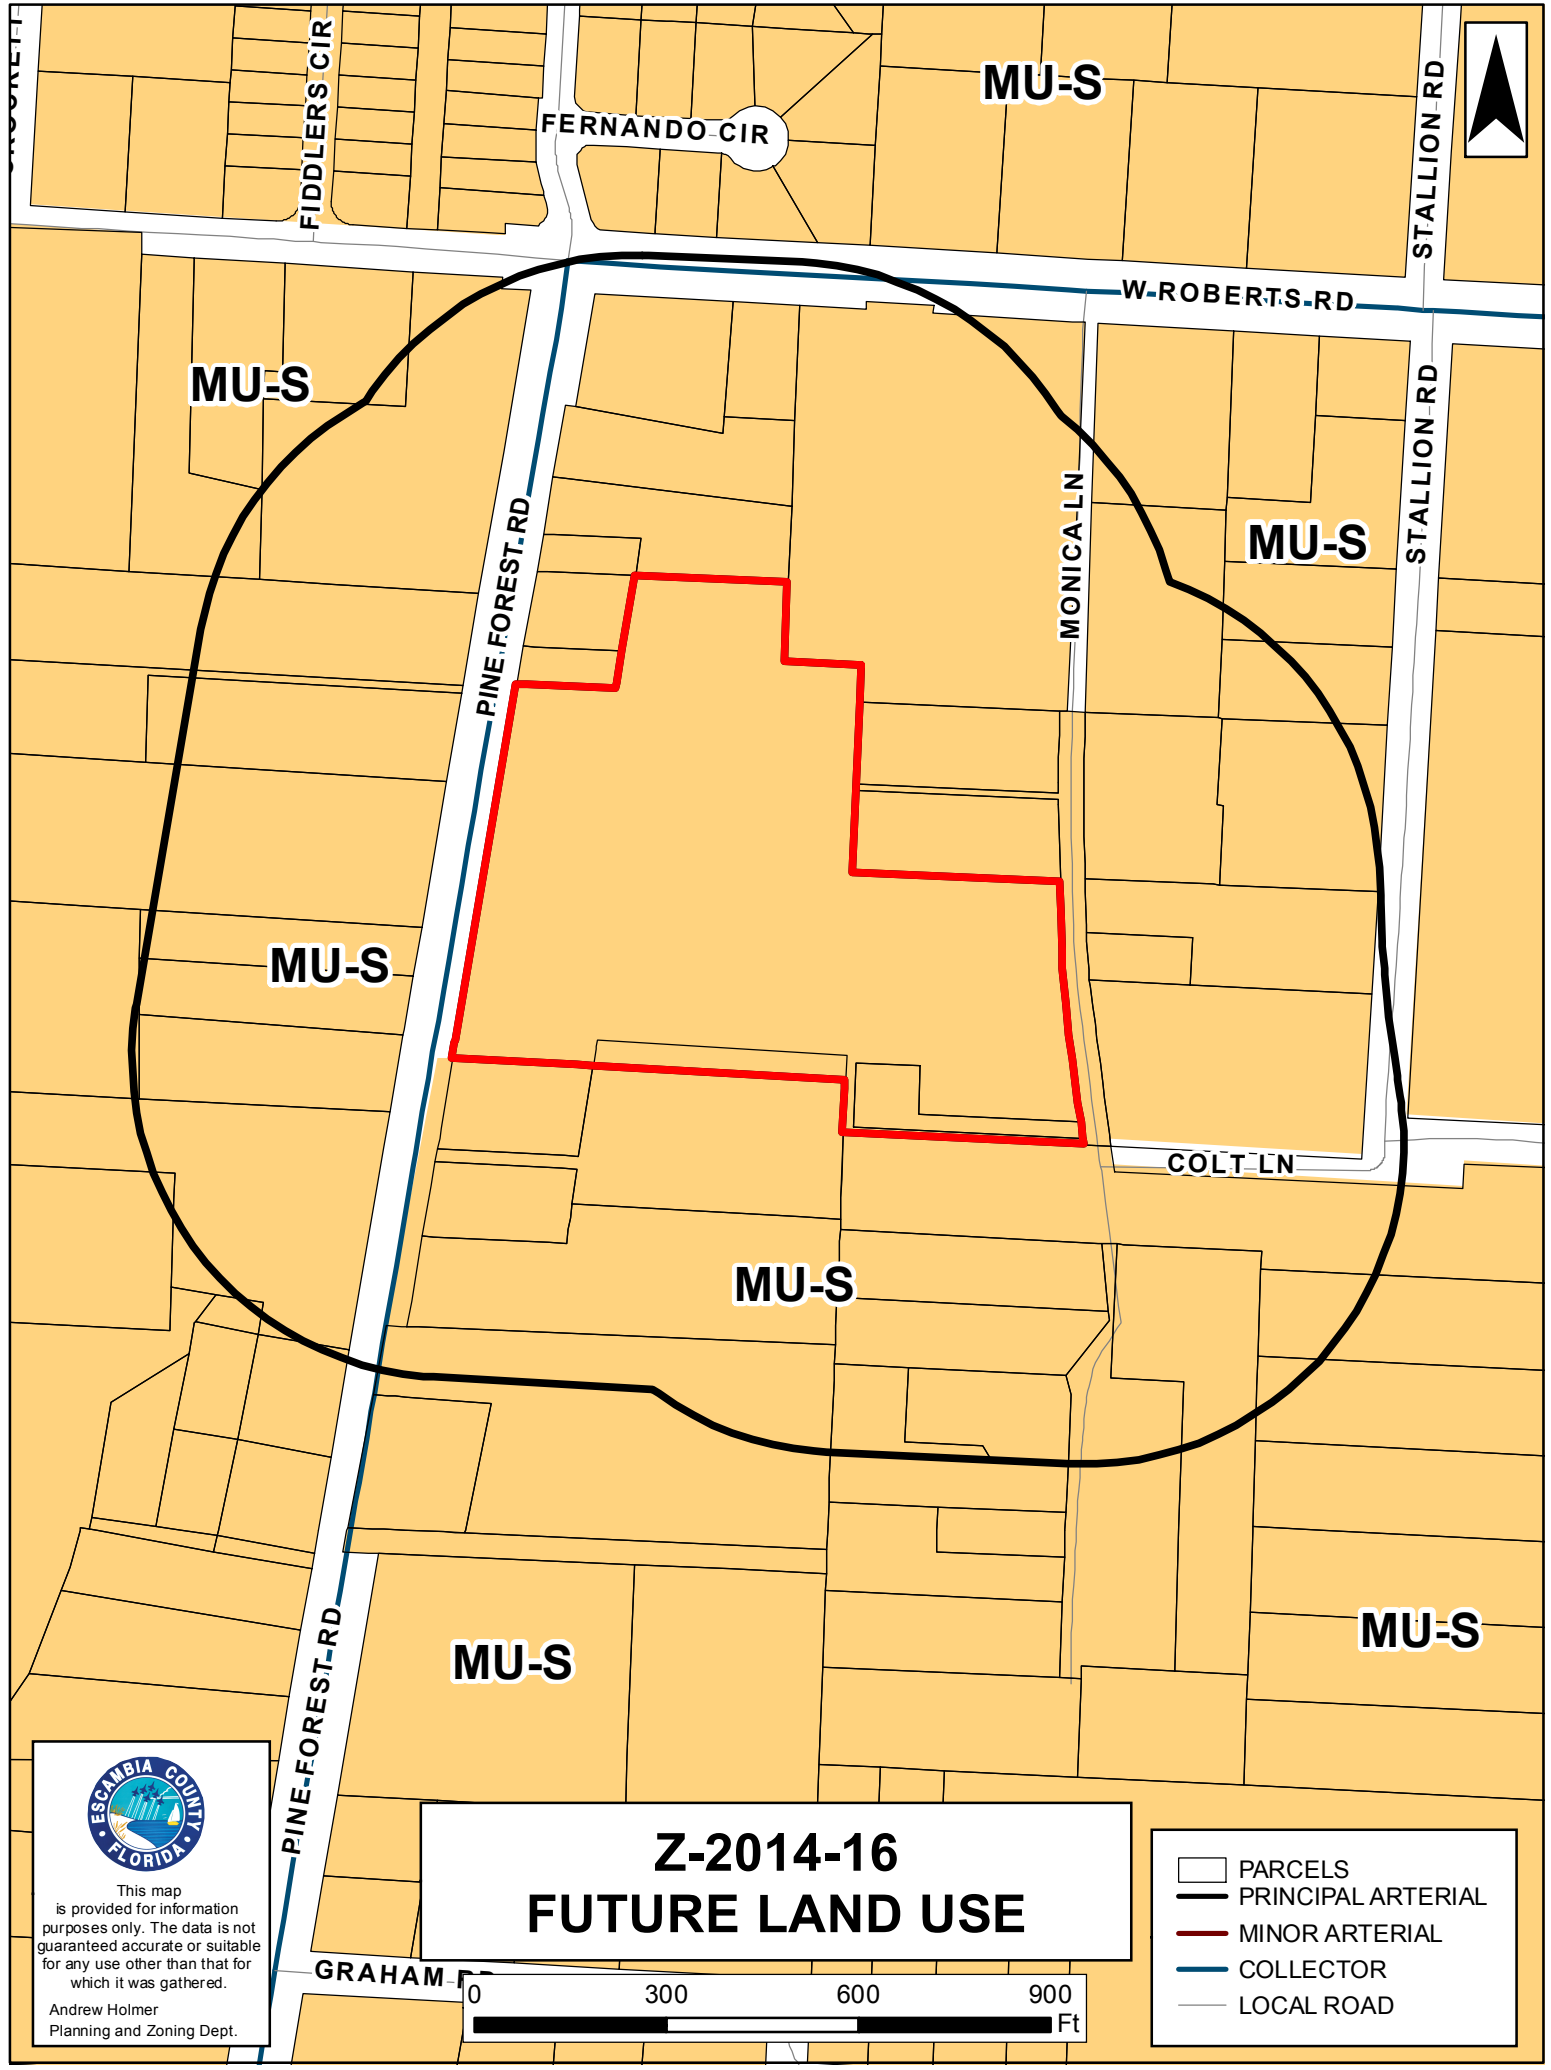 FIDDLERS CIR
FERNANDO CIR
MU-S
STALLION RD
W ROBERTS RD
MU-S
STALLION RD
MONICA LN
MU-S
PINE FOREST RD
MU-S
COLT LN
MU-S
MU-S
MU-S
PINE FOREST RD
GRAHAM
ESCAMBIA COUNTY
FLORIDA
This map
is provided for information
purposes only. The data is not
guaranteed accurate or suitable
for any use other than that for
which it was gathered.
Andrew Holmer
Planning and Zoning Dept.
Z-2014-16
FUTURE LAND USE
0 300 600 900
Ft
PARCELS
PRINCIPAL ARTERIAL
MINOR ARTERIAL
COLLECTOR
LOCAL ROAD